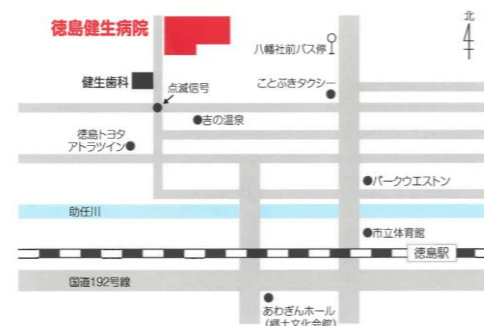 徳島健生病院
北
八幡社前バス停
健生歯科
点滅信号
ことぶきタクシー
吉の温泉
徳島トヨタ
アトラツイン
パークウエストン
助任川
市立体育館
徳島駅
国道192号線
あわぎんホール
(郷土文化会館)